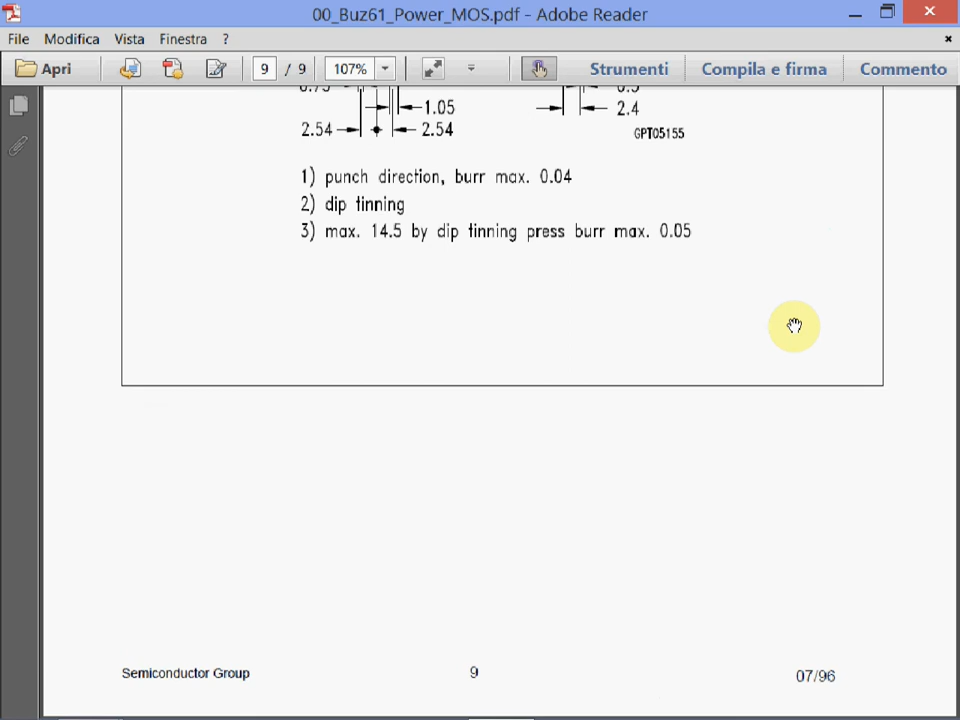 00_Buz61_Power_MOS.pdf - Adobe Reader
File Modifica Vista Finestra ?
Apri 9 / 9 107% Strumenti Compila e firma Commento
1.05
2.4
2.54 2.54
GPT05155
1) punch direction, burr max. 0.04
2) dip tinning
3) max. 14.5 by dip tinning press burr max. 0.05
Semiconductor Group 9 07/96